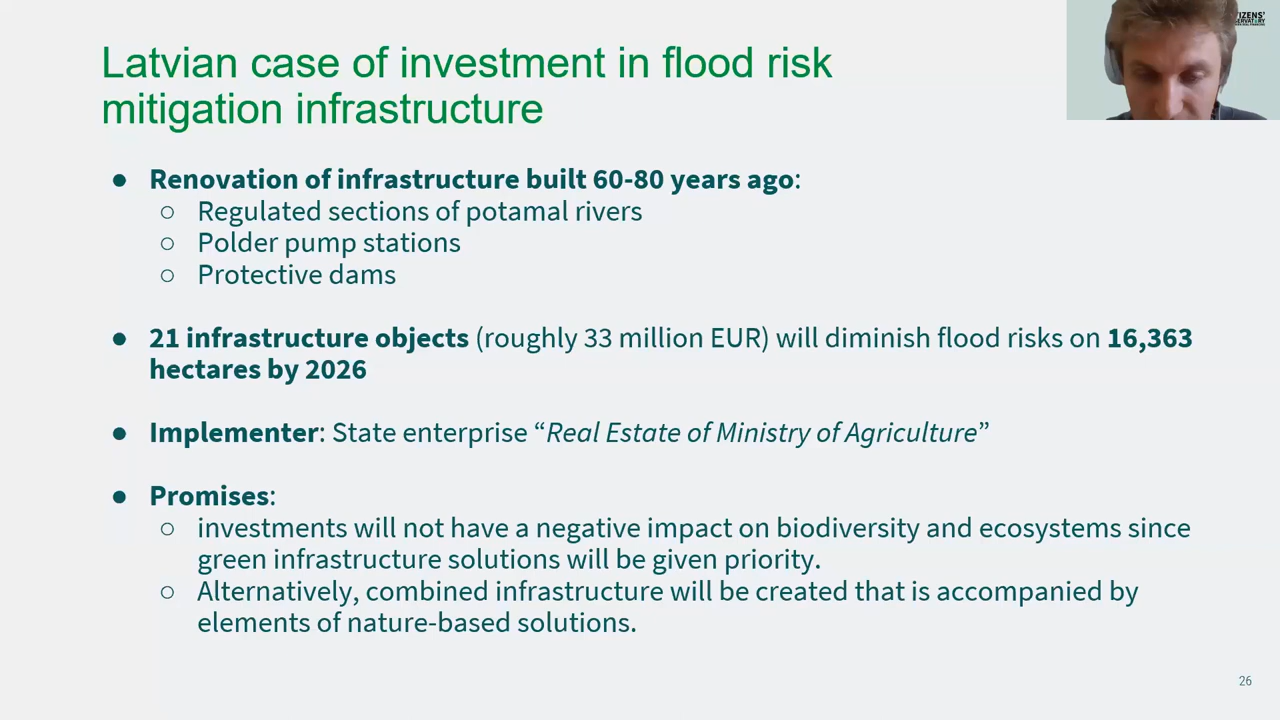 Latvian case of investment in flood risk
mitigation infrastructure
● Renovation of infrastructure built 60-80 years ago:
○ Regulated sections of potamal rivers
○ Polder pump stations
○ Protective dams
● 21 infrastructure objects (roughly 33 million EUR) will diminish flood risks on 16,363
hectares by 2026
● Implementer: State enterprise “Real Estate of Ministry of Agriculture”
● Promises:
○ investments will not have a negative impact on biodiversity and ecosystems since
green infrastructure solutions will be given priority.
○ Alternatively, combined infrastructure will be created that is accompanied by
elements of nature-based solutions.
26